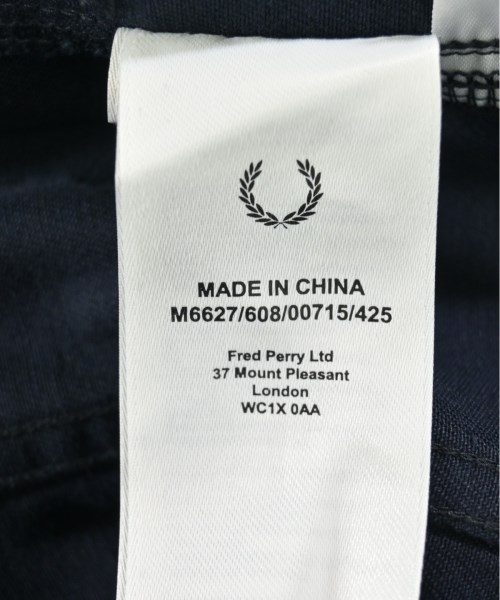 MADE IN CHINA
M6627/608/00715/425
Fred Perry Ltd
37 Mount Pleasant
London
WC1X 0AA